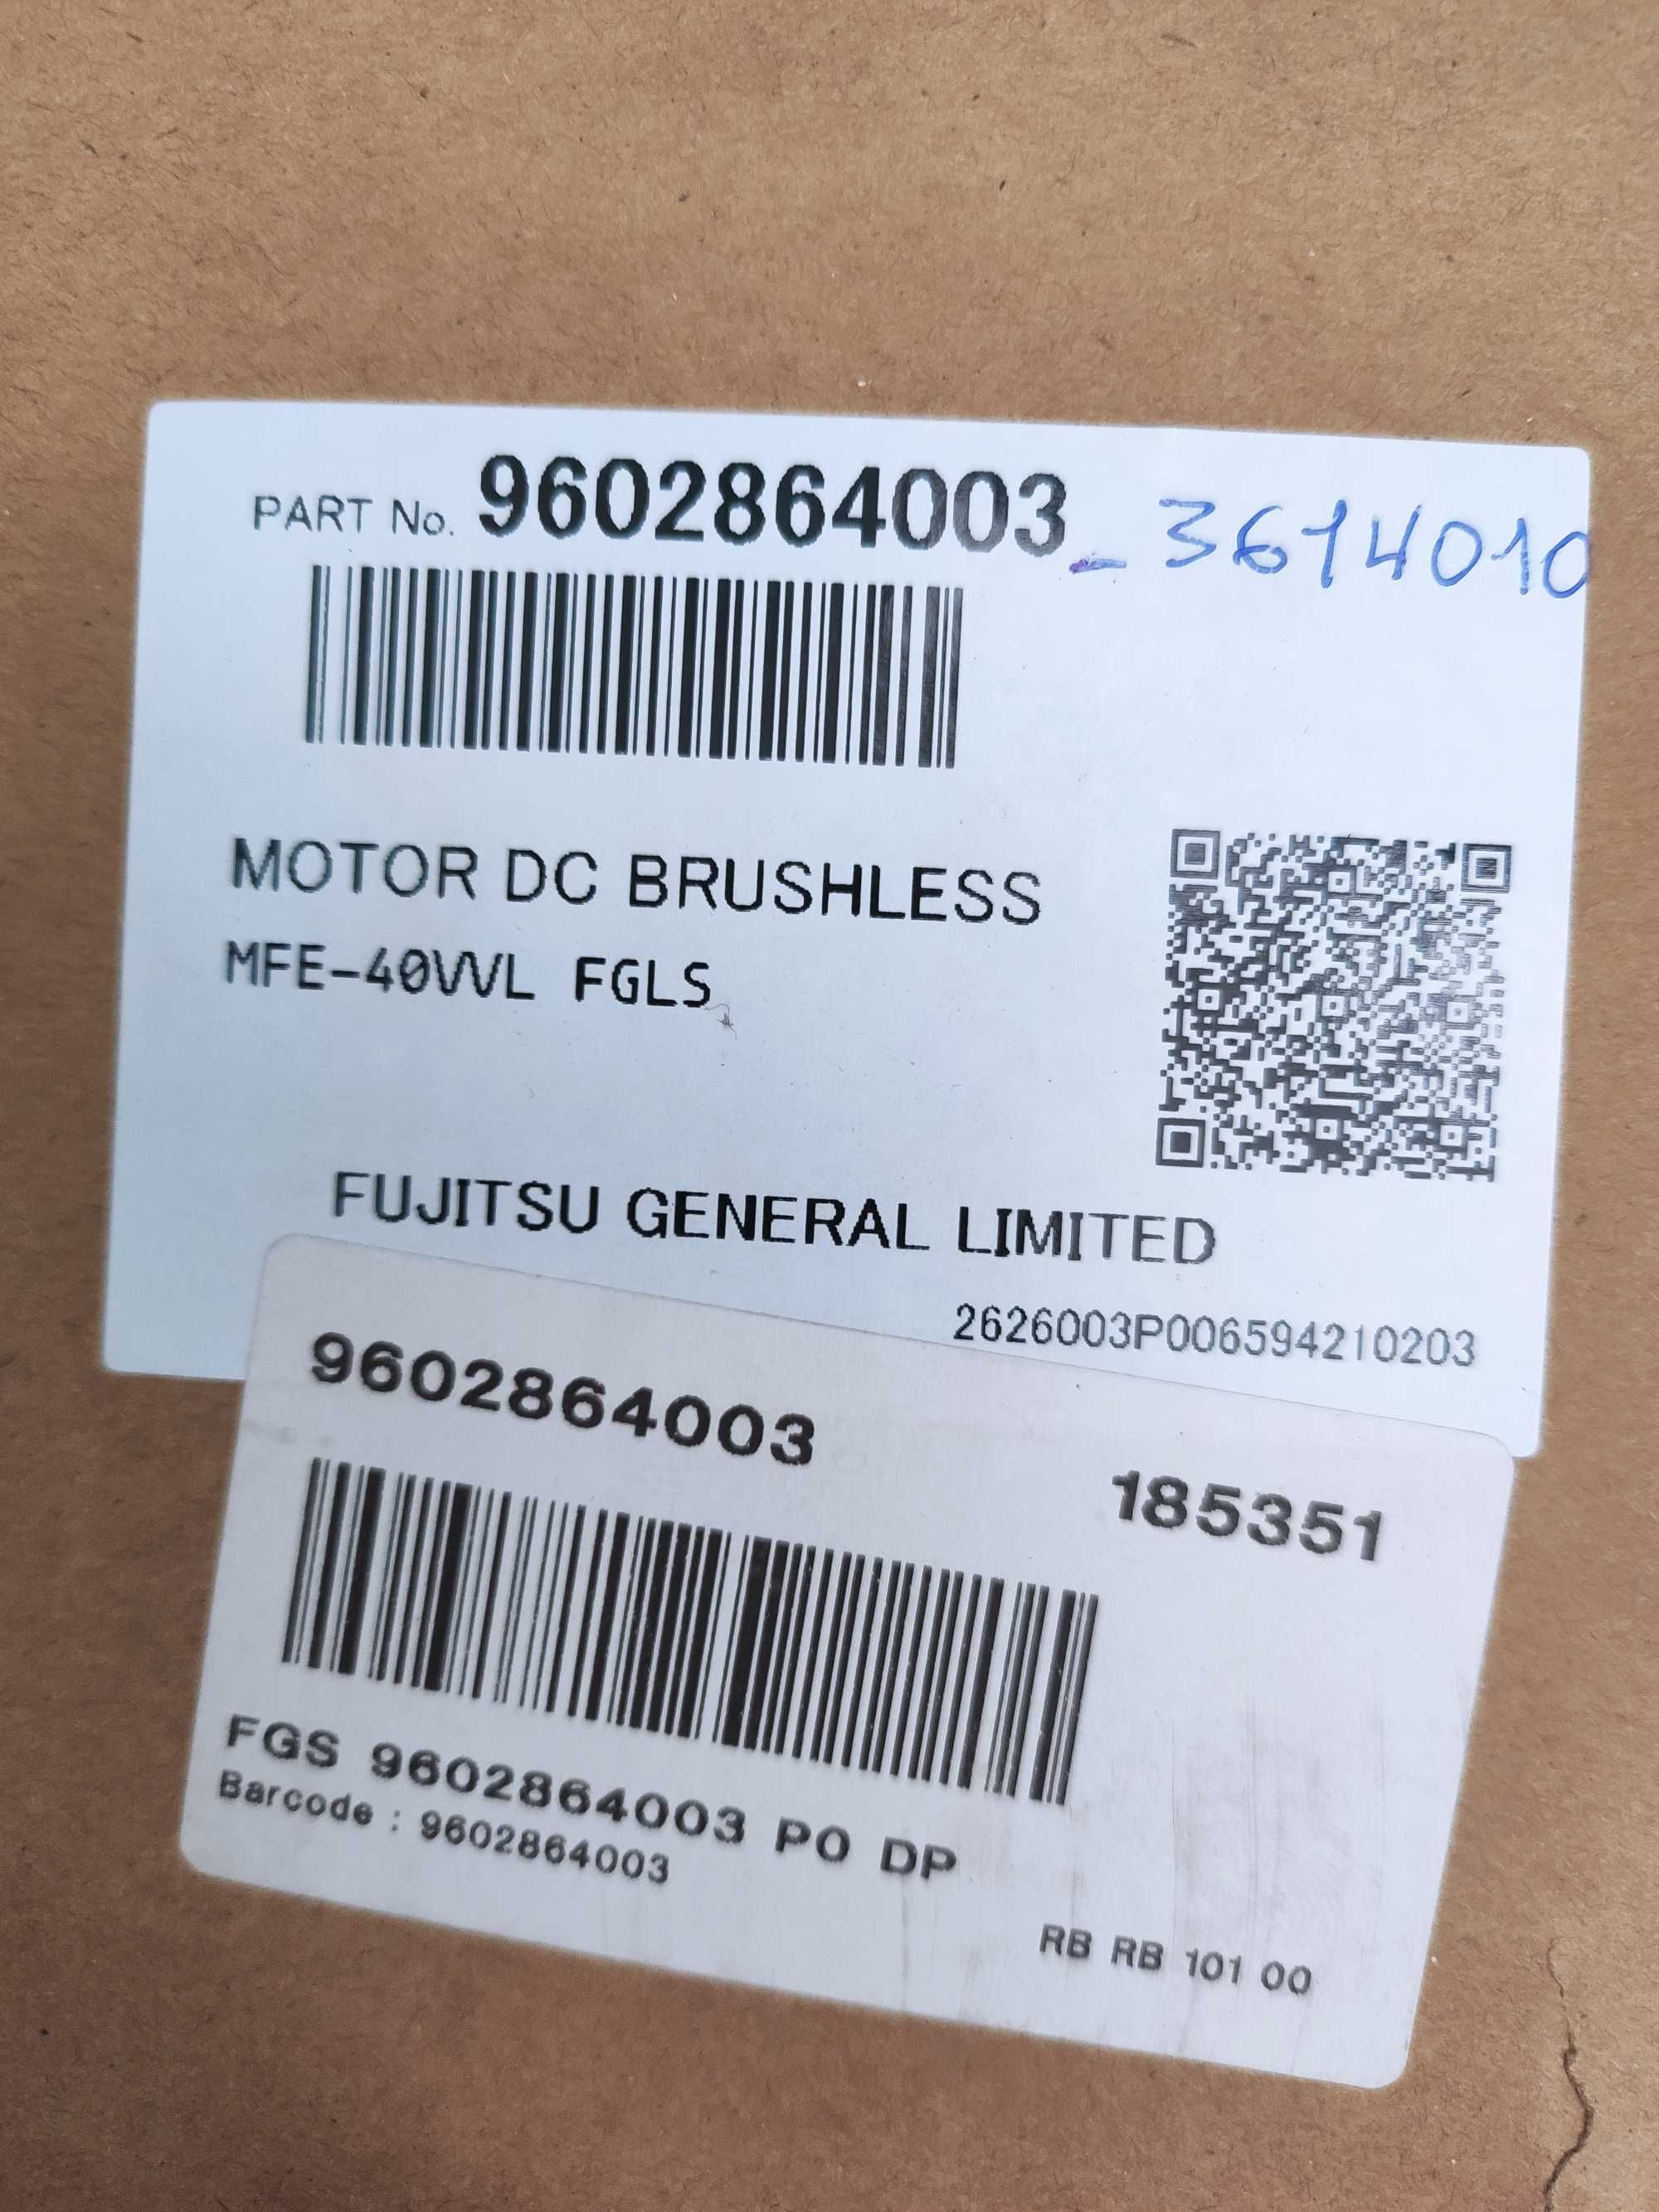 PART No. 9602864003 - 3614010
MOTOR DC BRUSHLESS
MFE-40VVL FGLS
FUJITSU GENERAL LIMITED
2626003P006594210203
9602864003
185351
FGS 9602864003 PO DP
Barcode : 9602864003
RB RB 101 00